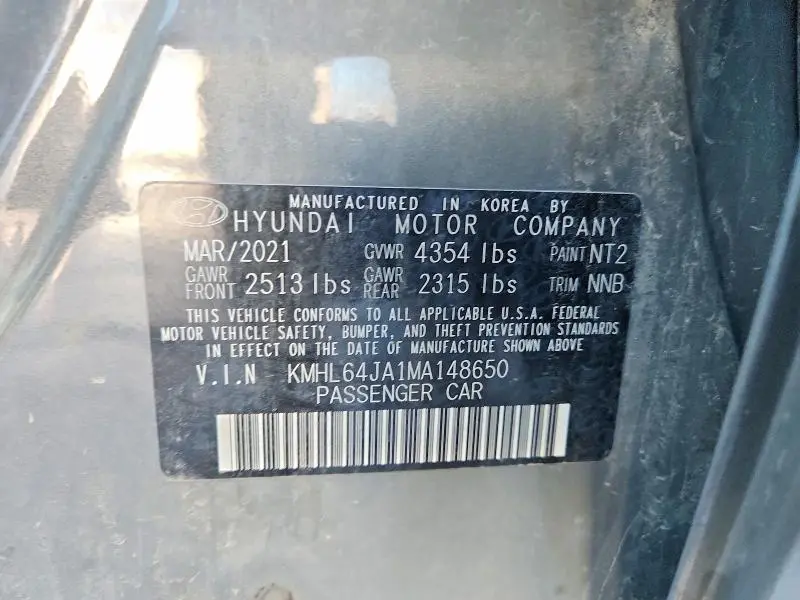 MANUFACTURED IN KOREA BY
HYUNDAI MOTOR COMPANY
MAR/2021 GVWR 4354 lbs PAINT NT2
GAWR FRONT 2513 lbs GAWR REAR 2315 lbs TRIM NNB
THIS VEHICLE CONFORMS TO ALL APPLICABLE U.S.A. FEDERAL
MOTOR VEHICLE SAFETY, BUMPER, AND THEFT PREVENTION STANDARDS
IN EFFECT ON THE DATE OF MANUFACTURE SHOWN ABOVE
V.I.N KMHL64JA1MA148650
PASSENGER CAR